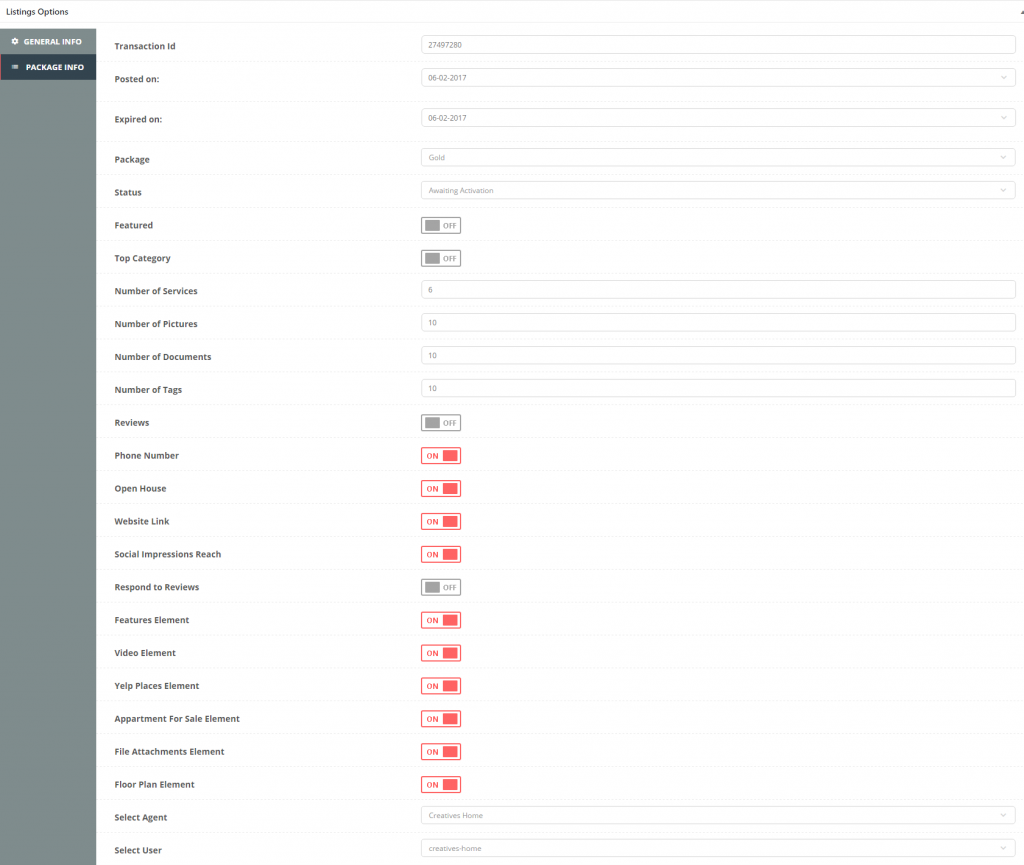 Listings Options
GENERAL INFO
PACKAGE INFO
Transaction Id 27497280
Posted on: 06-02-2017
Expired on: 06-02-2017
Package Gold
Status Awaiting Activation
Featured OFF
Top Category OFF
Number of Services 6
Number of Pictures 10
Number of Documents 10
Number of Tags 10
Reviews OFF
Phone Number ON
Open House ON
Website Link ON
Social Impressions Reach ON
Respond to Reviews OFF
Features Element ON
Video Element ON
Yelp Places Element ON
Appartment For Sale Element ON
File Attachments Element ON
Floor Plan Element ON
Select Agent Creatives Home
Select User creatives-home